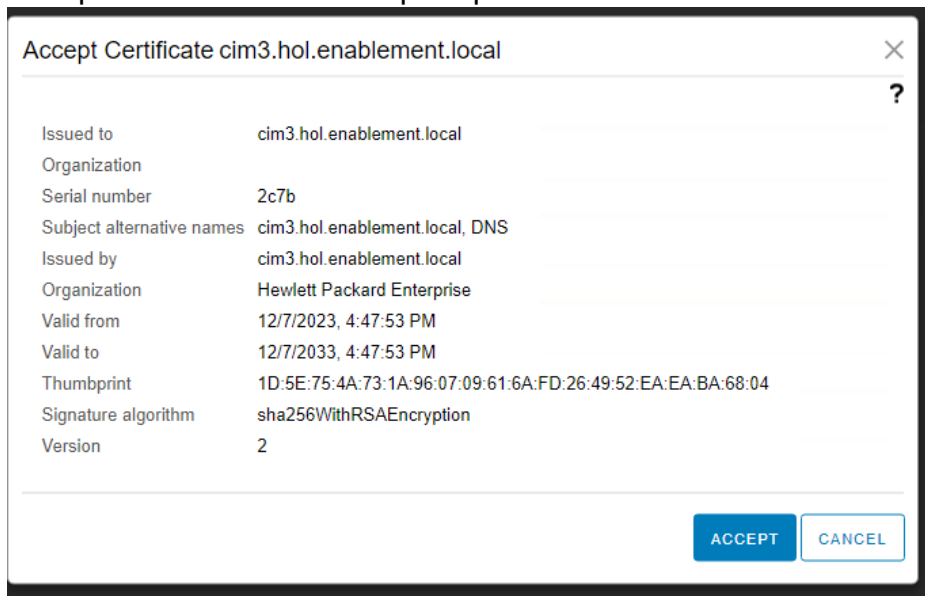 Accept Certificate cim3.hol.enablement.local
?
Issued to cim3.hol.enablement.local
Organization
Serial number 2c7b
Subject alternative names cim3.hol.enablement.local, DNS
Issued by cim3.hol.enablement.local
Organization Hewlett Packard Enterprise
Valid from 12/7/2023, 4:47:53 PM
Valid to 12/7/2033, 4:47:53 PM
Thumbprint 1D:5E:75:4A:73:1A:96:07:09:61:6A:FD:26:49:52:EA:EA:BA:68:04
Signature algorithm sha256WithRSAEncryption
Version 2
ACCEPT CANCEL